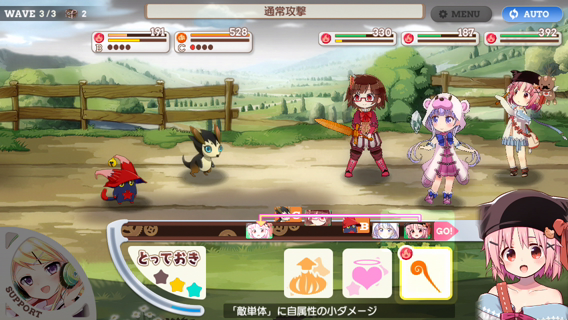 WAVE 3/3 2
通常攻撃
MENU
AUTO
191
B
528
C
330
187
392
B
GO!
とっておき
SUPPORT
「敵単体」に自属性の小ダメージ